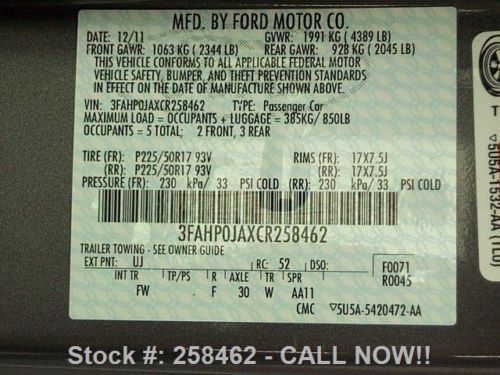 MFD. BY FORD MOTOR CO.
DATE: 12/11 GVWR: 1991 KG ( 4389 LB)
FRONT GAWR: 1063 KG ( 2344 LB) REAR GAWR: 928 KG ( 2045 LB)
THIS VEHICLE CONFORMS TO ALL APPLICABLE FEDERAL MOTOR
VEHICLE SAFETY, BUMPER, AND THEFT PREVENTION STANDARDS
IN EFFECT ON THE DATE OF MANUFACTURE SHOWN ABOVE.
VIN: 3FAHP0JAXCR258462 TYPE: Passenger Car
MAXIMUM LOAD = OCCUPANTS + LUGGAGE = 385KG/ 850LB
OCCUPANTS = 5 TOTAL; 2 FRONT, 3 REAR
TIRE (FR): P225/50R17 93V RIMS (FR): 17X7.5J
(R): P225/50R17 93V (R): 17X7.5J
PRESSURE (FR): 230 kPa/ 33 PSI COLD (R): 230 kPa/ 33 PSI COLD
3FAHP0JAXCR258462
TRAILER TOWING - SEE OWNER GUIDE
EXT PNT: UJ RC: 52 DSO: F0071
INT TR TP/PS R AXLE TR SPR R0045
FW F 30 W AA11
CMC ▽5U5A-5420472-AA
▽5U5A-1532-AA (LU)
Stock #: 258462 - CALL NOW!!